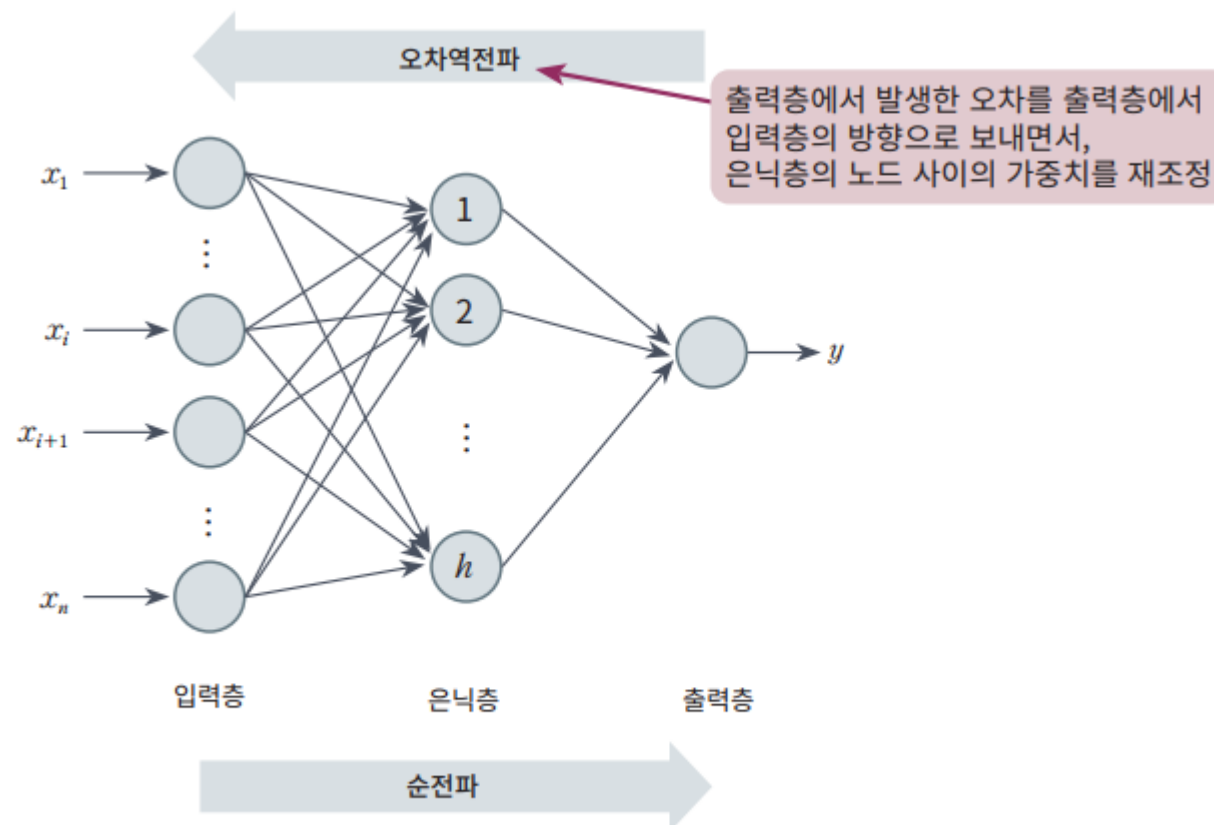 오차역전파
출력층에서 발생한 오차를 출력층에서
입력층의 방향으로 보내면서,
은닉층의 노드 사이의 가중치를 재조정
x₁
⋮
xᵢ
xᵢ₊₁
⋮
xₙ
1
2
⋮
h
y
입력층
은닉층
출력층
순전파